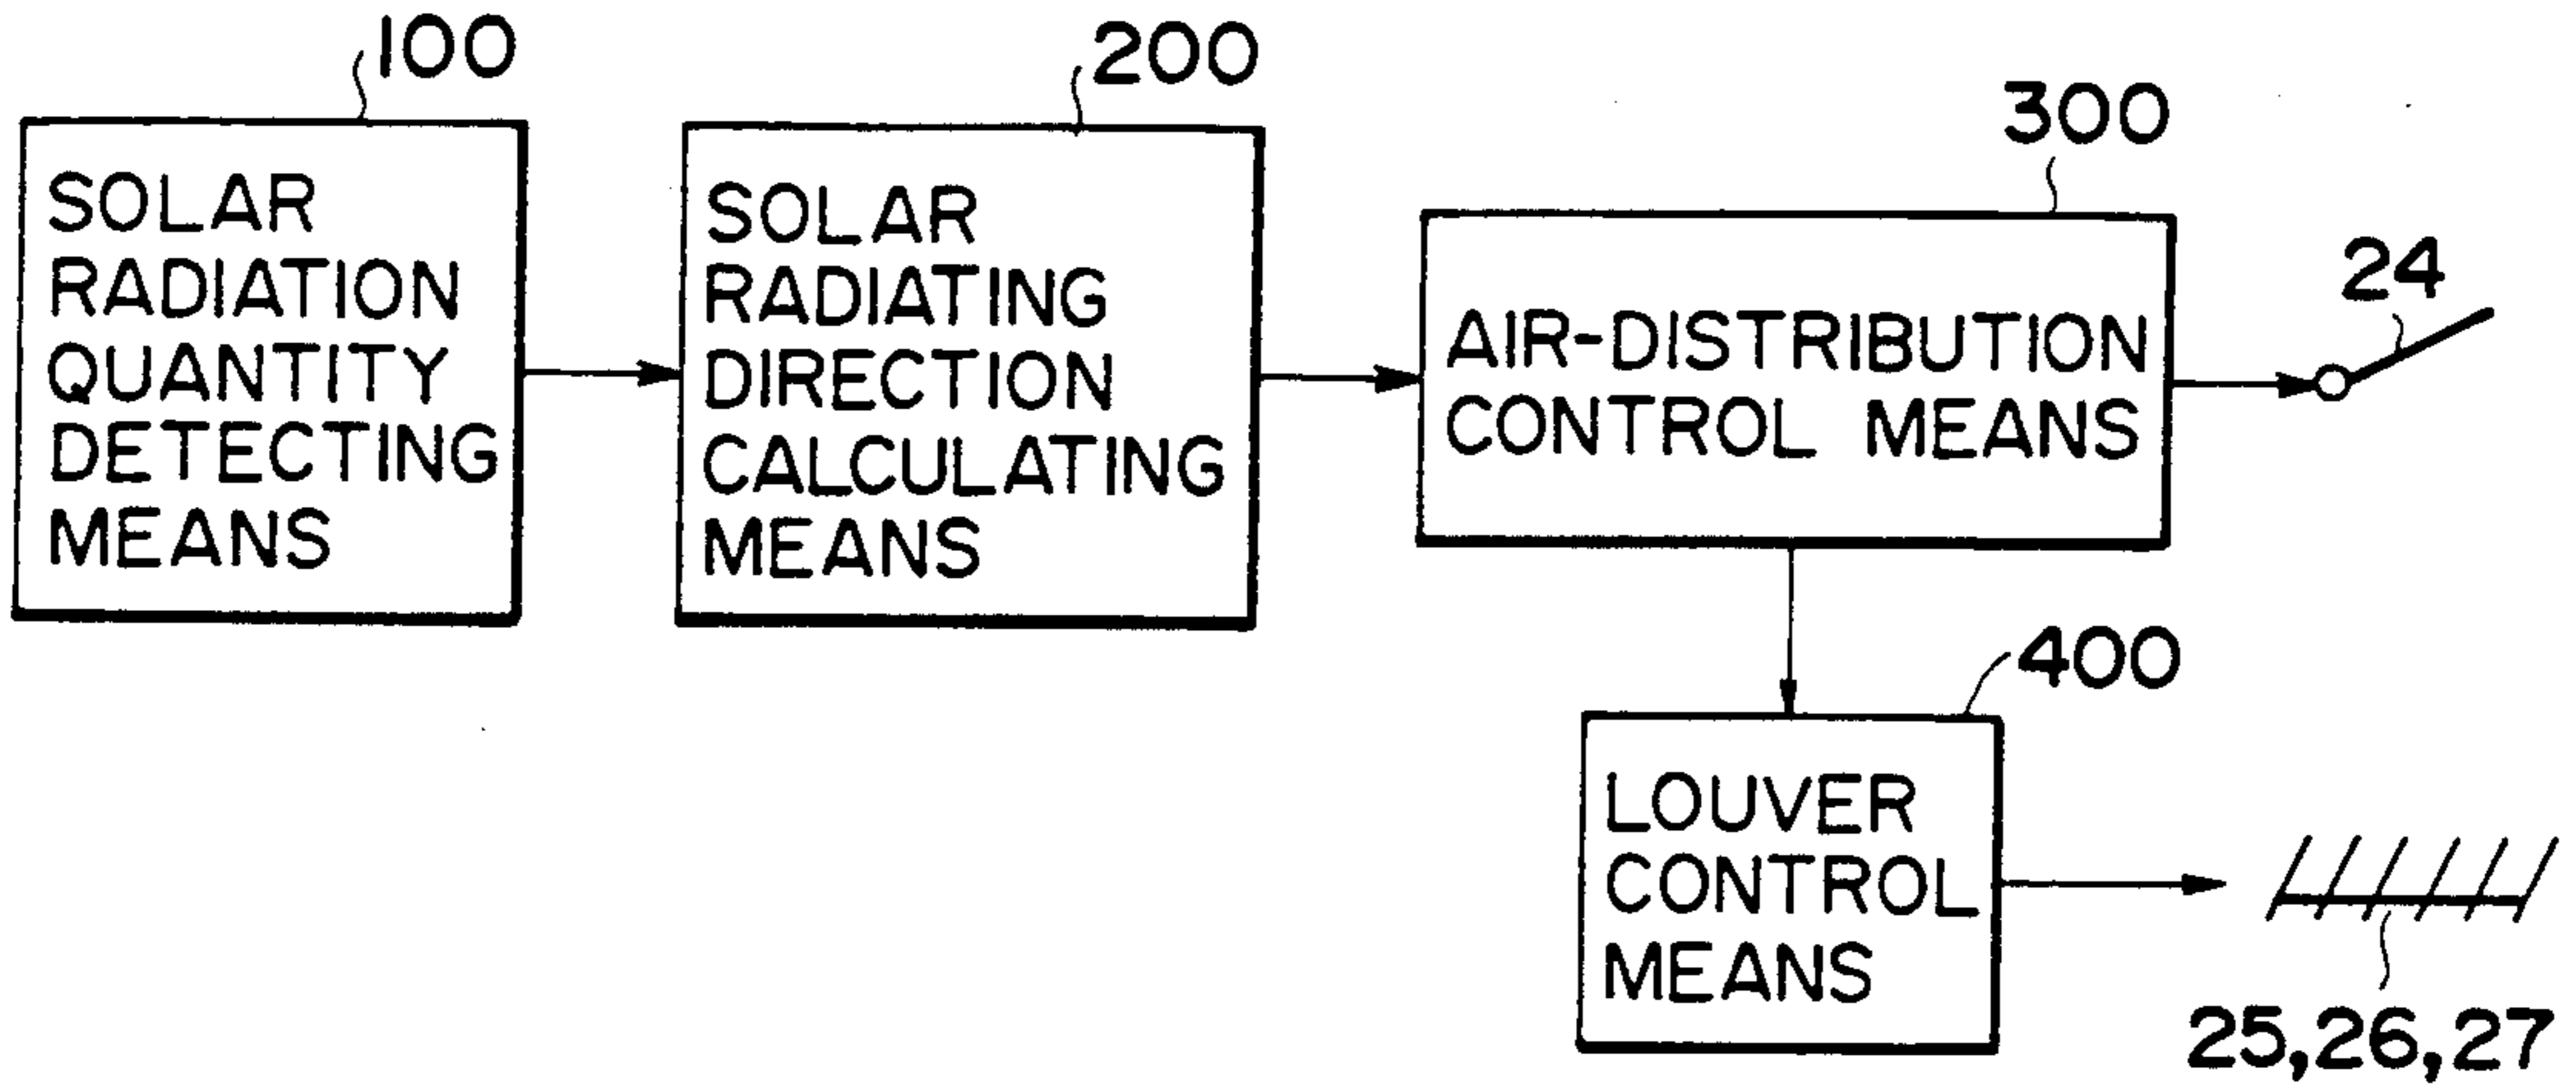 100
SOLAR
RADIATION
QUANTITY
DETECTING
MEANS
200
SOLAR
RADIATING
DIRECTION
CALCULATING
MEANS
300
AIR-DISTRIBUTION
CONTROL MEANS
24
400
LOUVER
CONTROL
MEANS
25,26,27